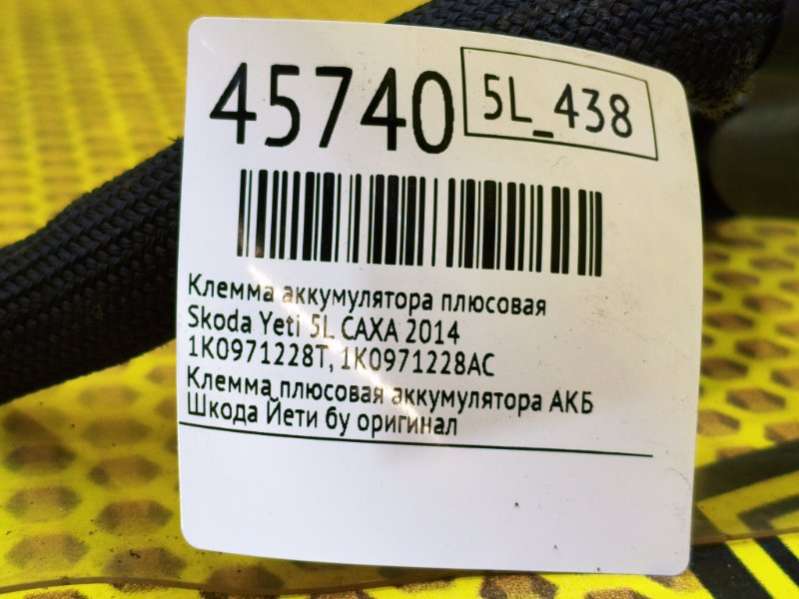 45740
5L_438
Клемма аккумулятора плюсовая
Skoda Yeti 5L CAXA 2014
1K0971228T, 1K0971228AC
Клемма плюсовая аккумулятора АКБ
Шкода Йети бу оригинал